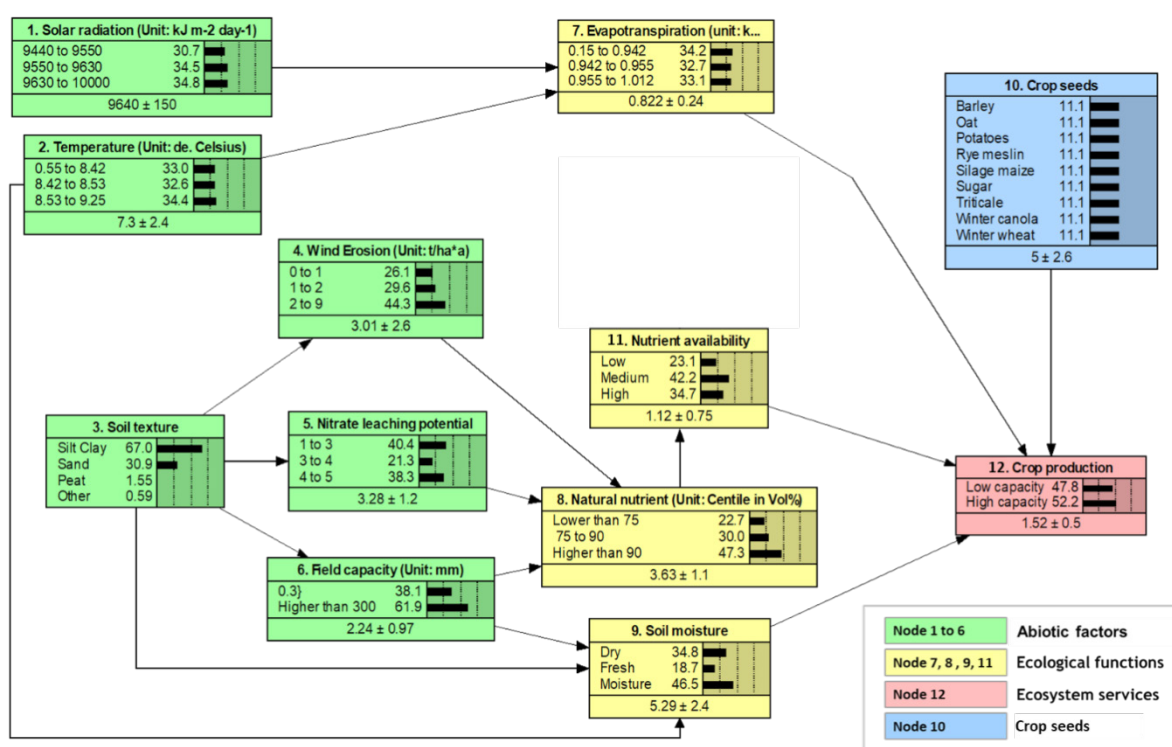 1. Solar radiation (Unit: kJ m-2 day-1)
9440 to 9550 30.7
9550 to 9630 34.5
9630 to 10000 34.8
9640 ± 150
7. Evapotranspiration (unit: k...
0.15 to 0.942 34.2
0.942 to 0.955 32.7
0.955 to 1.012 33.1
0.822 ± 0.24
10. Crop seeds
Barley 11.1
Oat 11.1
Potatoes 11.1
Rye meslin 11.1
Silage maize 11.1
Sugar 11.1
Triticale 11.1
Winter canola 11.1
Winter wheat 11.1
5 ± 2.6
2. Temperature (Unit: de. Celsius)
0.55 to 8.42 33.0
8.42 to 8.53 32.6
8.53 to 9.25 34.4
7.3 ± 2.4
4. Wind Erosion (Unit: t/ha*a)
0 to 1 26.1
1 to 2 29.6
2 to 9 44.3
3.01 ± 2.6
11. Nutrient availability
Low 23.1
Medium 42.2
High 34.7
1.12 ± 0.75
3. Soil texture
Silt Clay 67.0
Sand 30.9
Peat 1.55
Other 0.59
5. Nitrate leaching potential
1 to 3 40.4
3 to 4 21.3
4 to 5 38.3
3.28 ± 1.2
12. Crop production
Low capacity 47.8
High capacity 52.2
1.52 ± 0.5
8. Natural nutrient (Unit: Centile in Vol%)
Lower than 75 22.7
75 to 90 30.0
Higher than 90 47.3
3.63 ± 1.1
6. Field capacity (Unit: mm)
0.3} 38.1
Higher than 300 61.9
2.24 ± 0.97
9. Soil moisture
Dry 34.8
Fresh 18.7
Moisture 46.5
5.29 ± 2.4
Node 1 to 6 Abiotic factors
Node 7, 8 , 9, 11 Ecological functions
Node 12 Ecosystem services
Node 10 Crop seeds